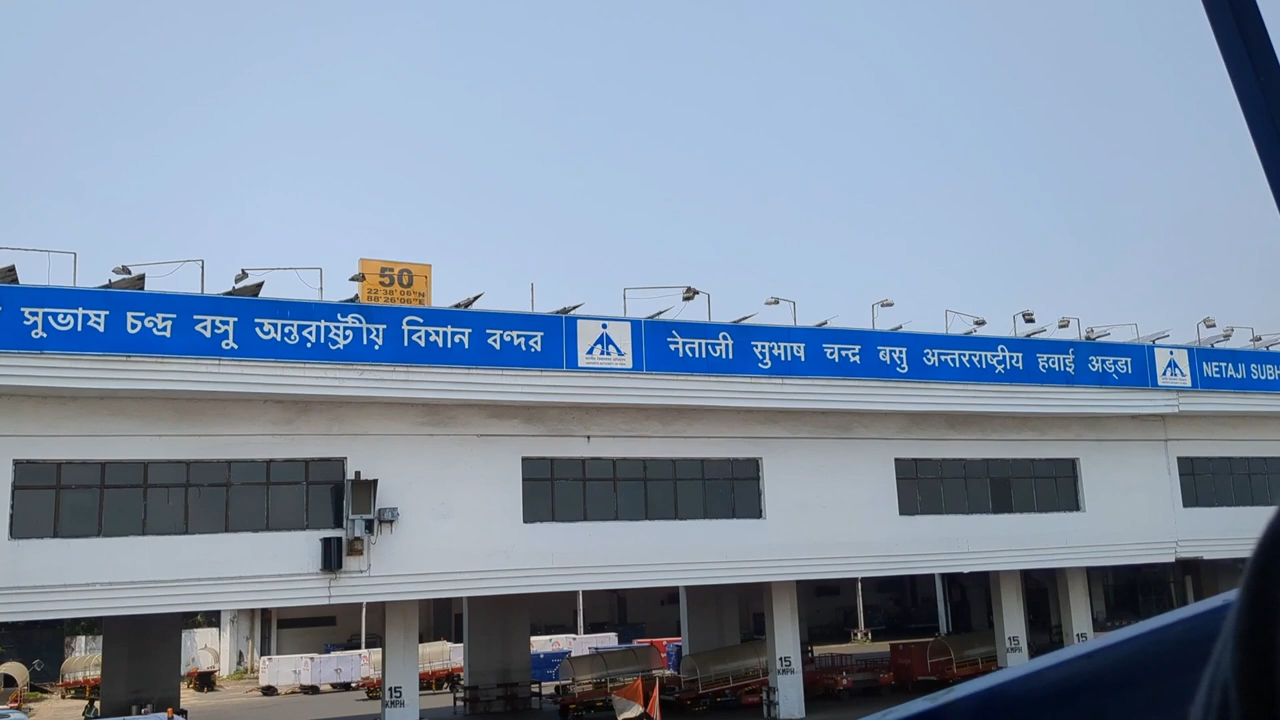 50
22°38' 06"N
88°26'06"E
সুভাষ চন্দ্র বসু অন্তরাষ্ট্রীয় বিমান বন্দর
नेताजी सुभाष चन्द्र बसु अन्तरराष्ट्रीय हवाई अड्डा
NETAJI SUBH
15
KMPH
15
KMPH
15
KMPH
15
KMPH